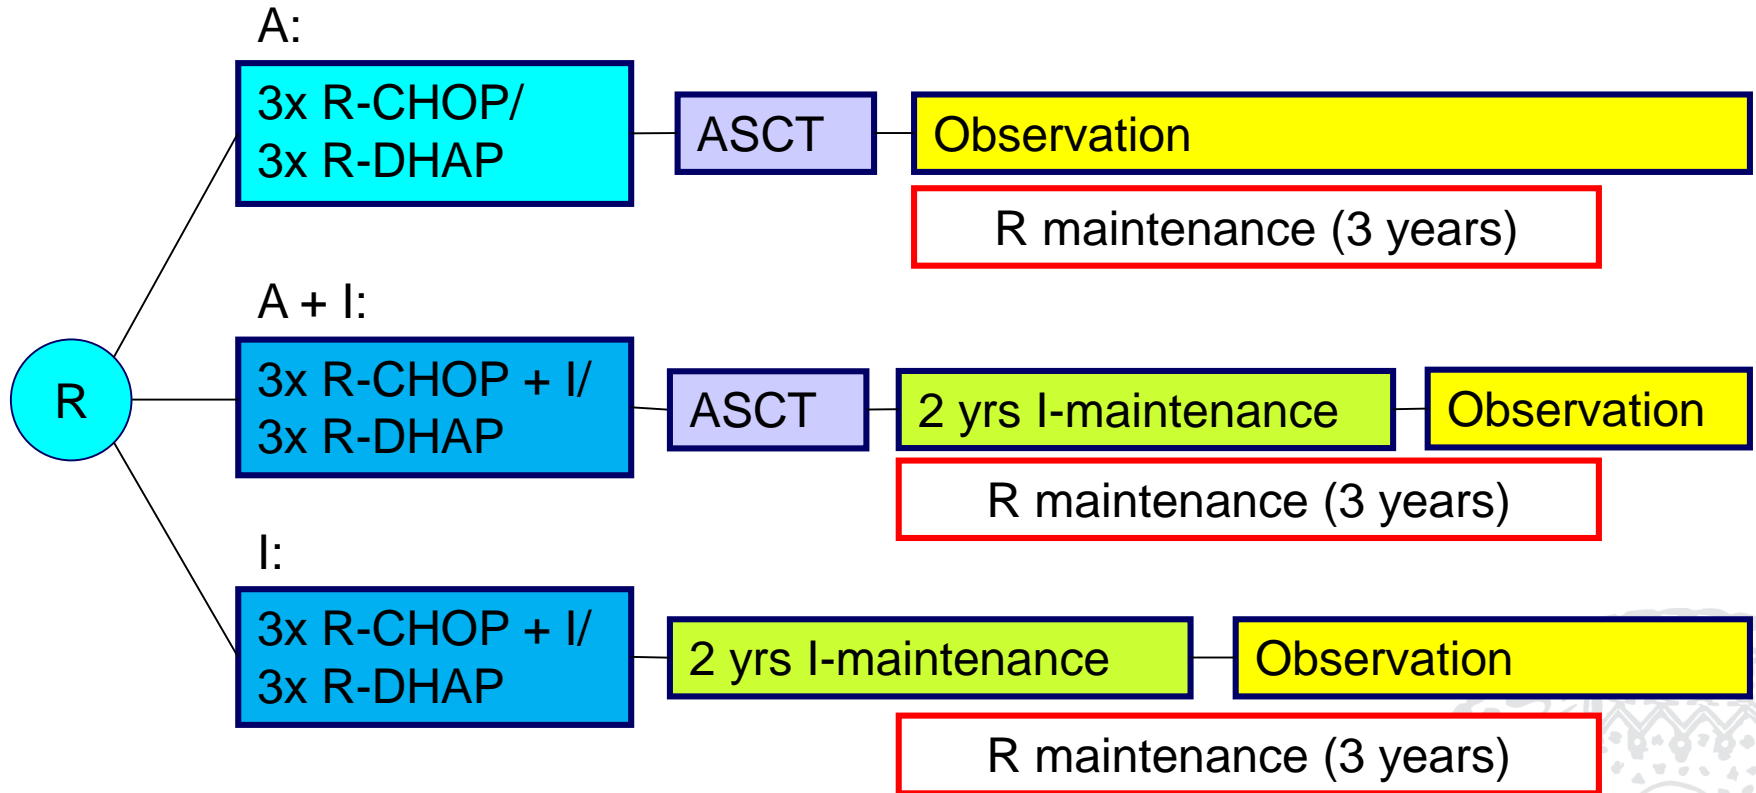 A:
3x R-CHOP/
3x R-DHAP
ASCT
Observation
R maintenance (3 years)
R
A + I:
3x R-CHOP + I/
3x R-DHAP
ASCT
2 yrs I-maintenance
Observation
R maintenance (3 years)
I:
3x R-CHOP + I/
3x R-DHAP
2 yrs I-maintenance
Observation
R maintenance (3 years)